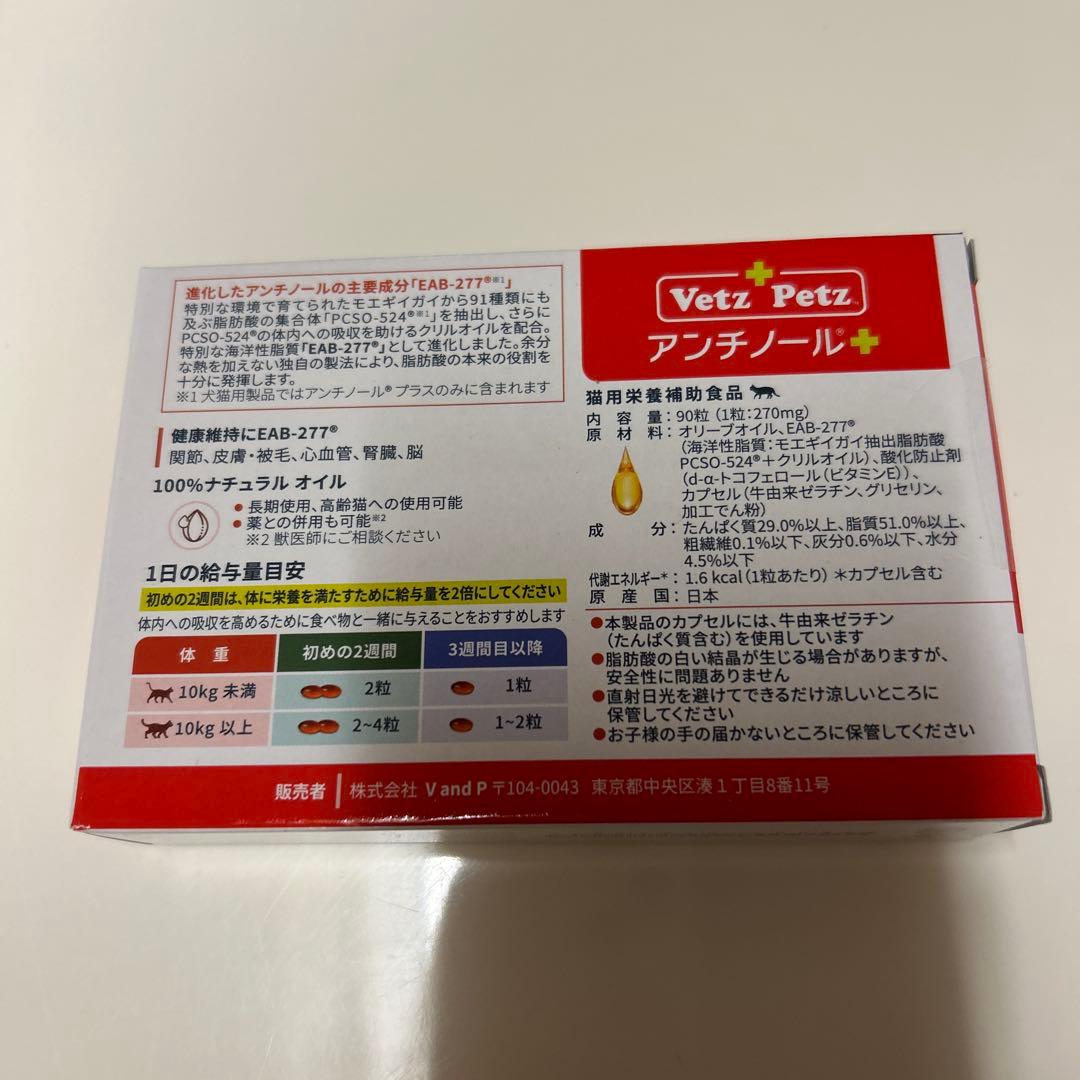 進化したアンチノールの主要成分「EAB-277®※1」
特別な環境で育てられたモエギイガイから91種類にも
及ぶ脂肪酸の集合体「PCSO-524®※1」を抽出し、さらに
PCSO-524®の体内への吸収を助けるクリルオイルを配合。
特別な海洋性脂質「EAB-277®」として進化しました。余分
な熱を加えない独自の製法により、脂肪酸の本来の役割を
十分に発揮します。
※1 犬猫用製品ではアンチノール® プラスのみに含まれます
健康維持にEAB-277®
関節、皮膚・被毛、心血管、腎臓、脳
100%ナチュラル オイル
● 長期使用、高齢猫への使用可能
● 薬との併用も可能※2
※2 獣医師にご相談ください
1日の給与量目安
初めの2週間は、体に栄養を満たすために給与量を2倍にしてください
体内への吸収を高めるために食べ物と一緒に与えることをおすすめします
体 重 初めの2週間 3週間目以降
10kg 未満 2粒 1粒
10kg 以上 2~4粒 1~2粒
Vetz Petz™
アンチノール®+
猫用栄養補助食品
内 容 量：90粒（1粒：270mg）
原 材 料：オリーブオイル、EAB-277®
（海洋性脂質：モエギイガイ抽出脂肪酸
PCSO-524®＋クリルオイル）、酸化防止剤
（d-α-トコフェロール（ビタミンE））、
カプセル（牛由来ゼラチン、グリセリン、
加工でん粉）
成 分：たんぱく質29.0%以上、脂質51.0%以上、
粗繊維0.1%以下、灰分0.6%以下、水分
4.5%以下
代謝エネルギー*：1.6 kcal（1粒あたり）＊カプセル含む
原 産 国：日本
●本製品のカプセルには、牛由来ゼラチン
（たんぱく質含む）を使用しています
●脂肪酸の白い結晶が生じる場合がありますが、
安全性に問題ありません
●直射日光を避けてできるだけ涼しいところに
保管してください
●お子様の手の届かないところに保管してください
販売者 株式会社 V and P 〒104-0043 東京都中央区湊1丁目8番11号